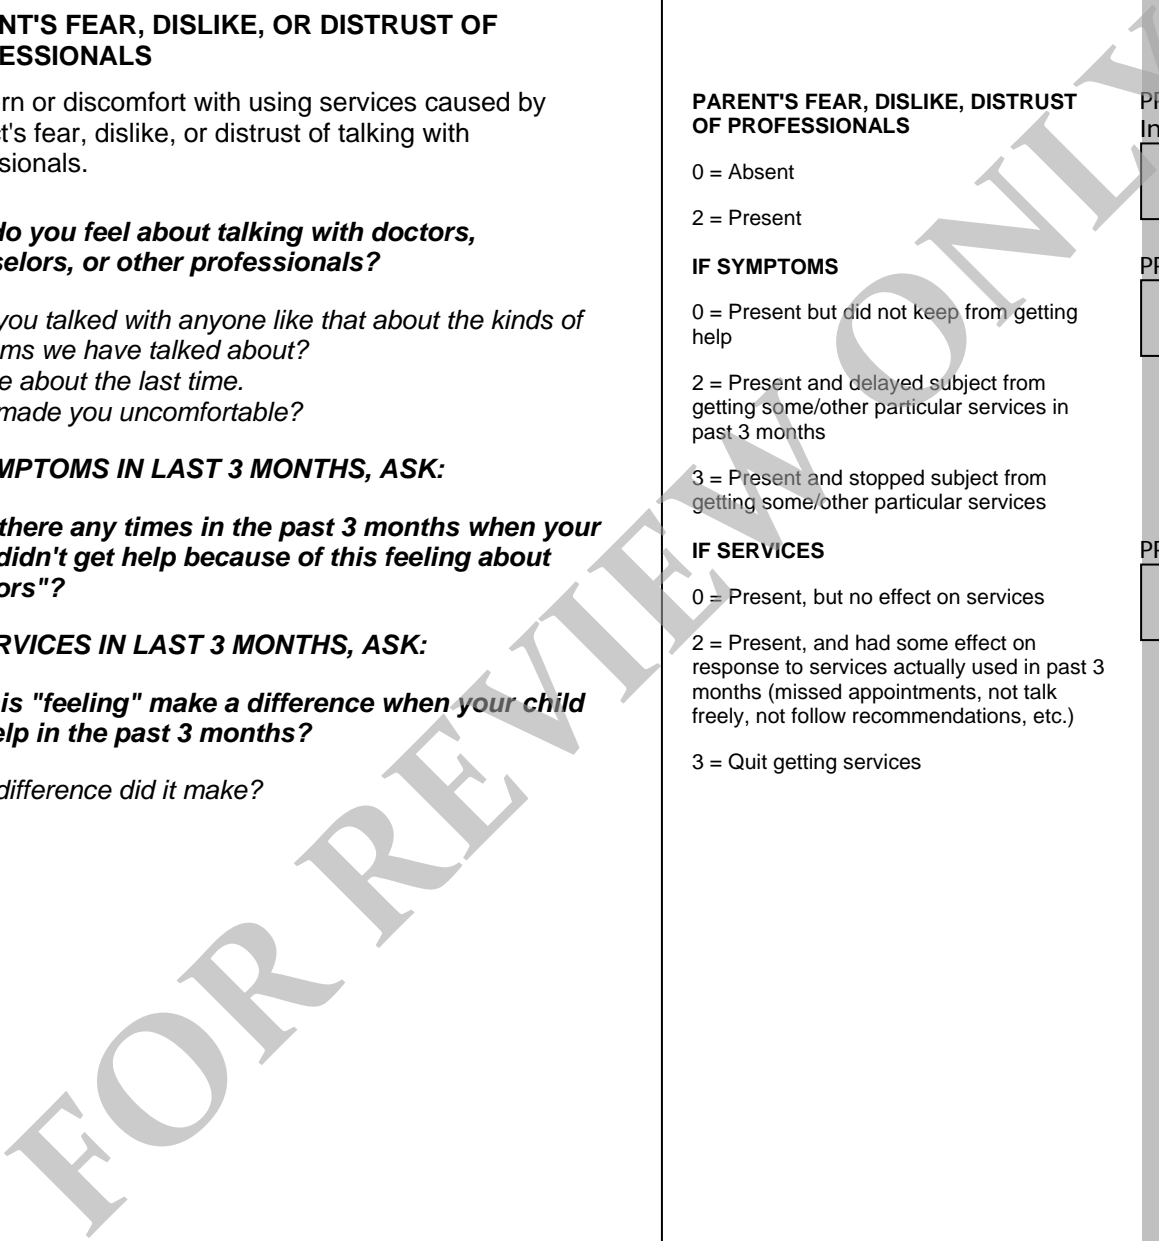 NT'S FEAR, DISLIKE, OR DISTRUST OF
ESSIONALS
rn or discomfort with using services caused by
t's fear, dislike, or distrust of talking with
sionals.
do you feel about talking with doctors,
selors, or other professionals?
you talked with anyone like that about the kinds of
ms we have talked about?
e about the last time.
made you uncomfortable?
MPTOMS IN LAST 3 MONTHS, ASK:
there any times in the past 3 months when your
didn't get help because of this feeling about
ors"?
RVICES IN LAST 3 MONTHS, ASK:
is "feeling" make a difference when your child
elp in the past 3 months?
difference did it make?
PARENT'S FEAR, DISLIKE, DISTRUST
OF PROFESSIONALS
0 = Absent
2 = Present
IF SYMPTOMS
0 = Present but did not keep from getting
help
2 = Present and delayed subject from
getting some/other particular services in
past 3 months
3 = Present and stopped subject from
getting some/other particular services
IF SERVICES
0 = Present, but no effect on services
2 = Present, and had some effect on
response to services actually used in past 3
months (missed appointments, not talk
freely, not follow recommendations, etc.)
3 = Quit getting services
PR
In
PR
PR
FOR REVIEW ONLY